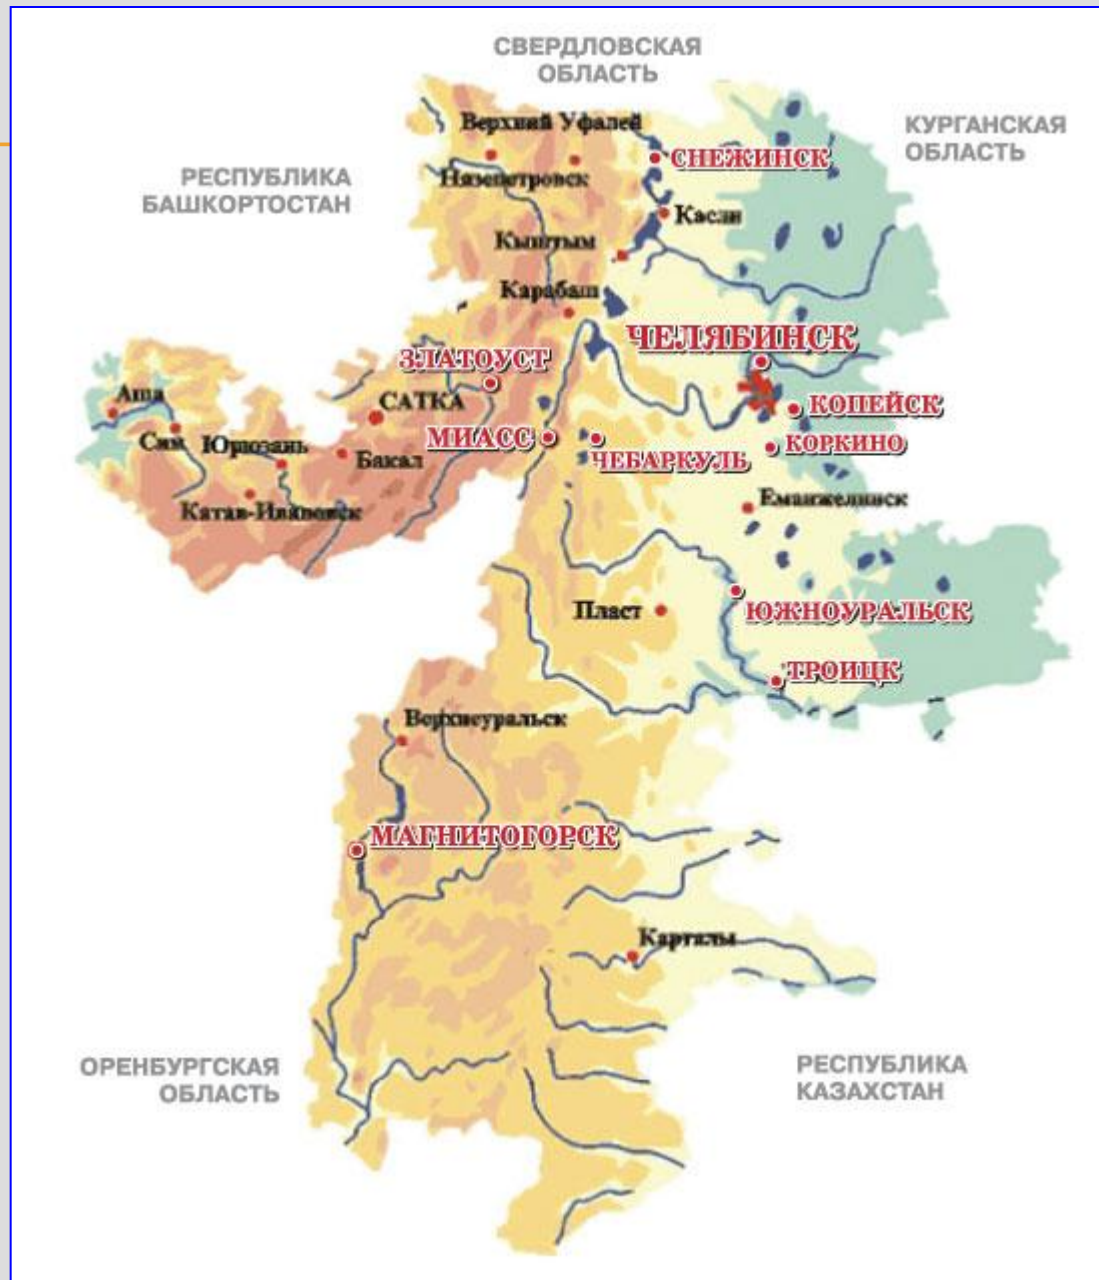 СВЕРДЛОВСКАЯ
ОБЛАСТЬ
КУРГАНСКАЯ
ОБЛАСТЬ
РЕСПУБЛИКА
БАШКОРТОСТАН
Верхний Уфалей
СНЕЖИНСК
Нязепетровск
Касли
Кыштым
Карабаш
ЧЕЛЯБИНСК
ЗЛАТОУСТ
Аша
САТКА
КОПЕЙСК
Сим
Юрюзань
МИАСС
КОРКИНО
Бакал
ЧЕБАРКУЛЬ
Катав-Ивановск
Еманжелинск
Пласт
ЮЖНОУРАЛЬСК
ТРОИЦК
Верхнеуральск
МАГНИТОГОРСК
Карталы
ОРЕНБУРГСКАЯ
ОБЛАСТЬ
РЕСПУБЛИКА
КАЗАХСТАН